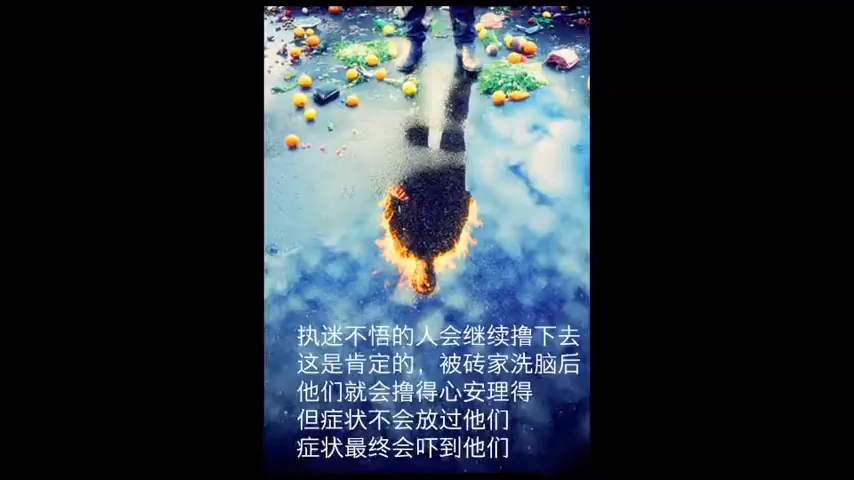 执迷不悟的人会继续撸下去
这是肯定的，被砖家洗脑后
他们就会撸得心安理得
但症状不会放过他们
症状最终会吓到他们